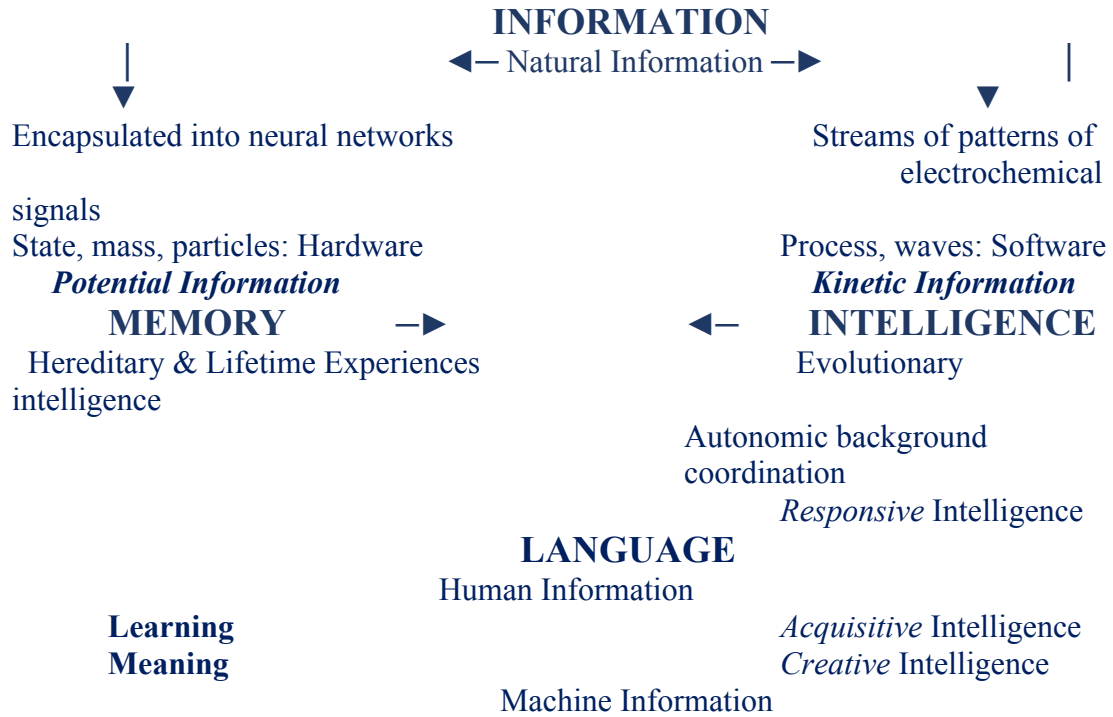 INFORMATION
◄— Natural Information —►
Encapsulated into neural networks Streams of patterns of
electrochemical
signals
State, mass, particles: Hardware Process, waves: Software
Potential Information Kinetic Information
MEMORY —► ◄— INTELLIGENCE
Hereditary & Lifetime Experiences Evolutionary
intelligence
Autonomic background
coordination
Responsive Intelligence
LANGUAGE
Human Information
Learning Acquisitive Intelligence
Meaning Creative Intelligence
Machine Information